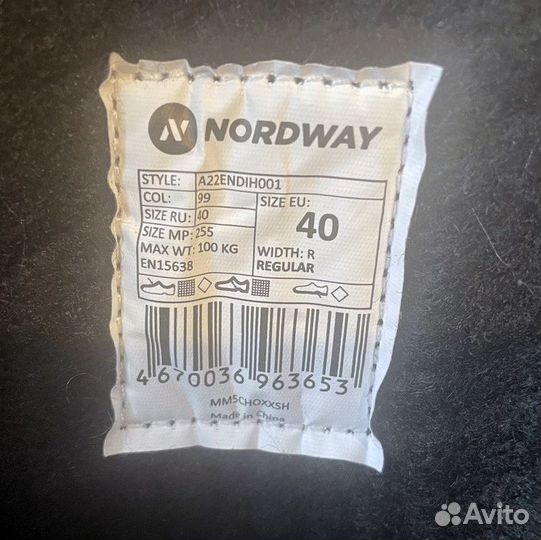 NORDWAY
STYLE: A22ENDIH001
COL: 99
SIZE RU: 40
SIZE MP: 255
MAX WT: 100 KG
EN15638
SIZE EU:
40
WIDTH: R
REGULAR
4 670036 963653
MM5CHOXXSH
Made in China
Avito